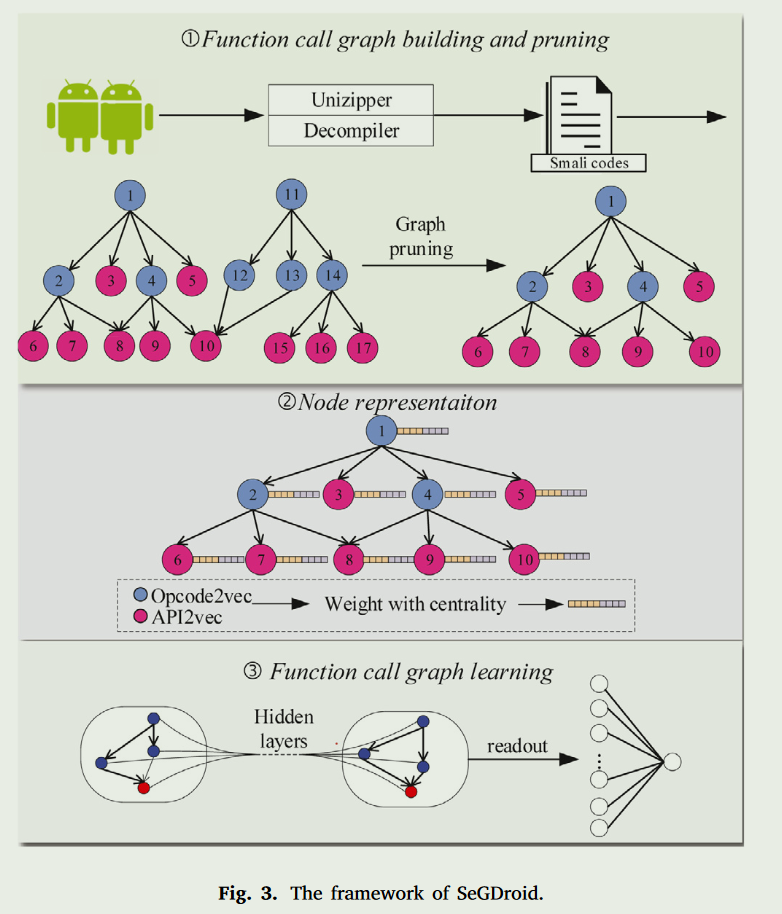 ①Function call graph building and pruning
Unizipper
Decompiler
Smali codes
1
11
2
3
4
5
12
13
14
6
7
8
9
10
15
16
17
Graph
pruning
1
2
3
4
5
6
7
8
9
10
②Node representaiton
1
2
3
4
5
6
7
8
9
10
Opcode2vec
API2vec
Weight with centrality
③ Function call graph learning
Hidden
layers
readout
Fig. 3. The framework of SeGDroid.